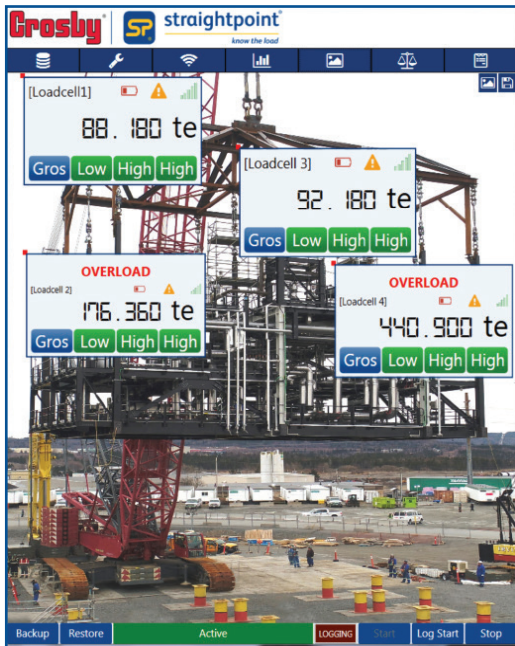 Crosby
SP
straightpoint
know the load
[Loadcell1]
88.180 te
Gros Low High High
[Loadcell 3]
92.180 te
Gros Low High High
OVERLOAD
[Loadcell 2]
176.360 te
Gros Low High High
OVERLOAD
[Loadcell 4]
440.900 te
Gros Low High High
Backup Restore Active LOGGING Start Log Start Stop